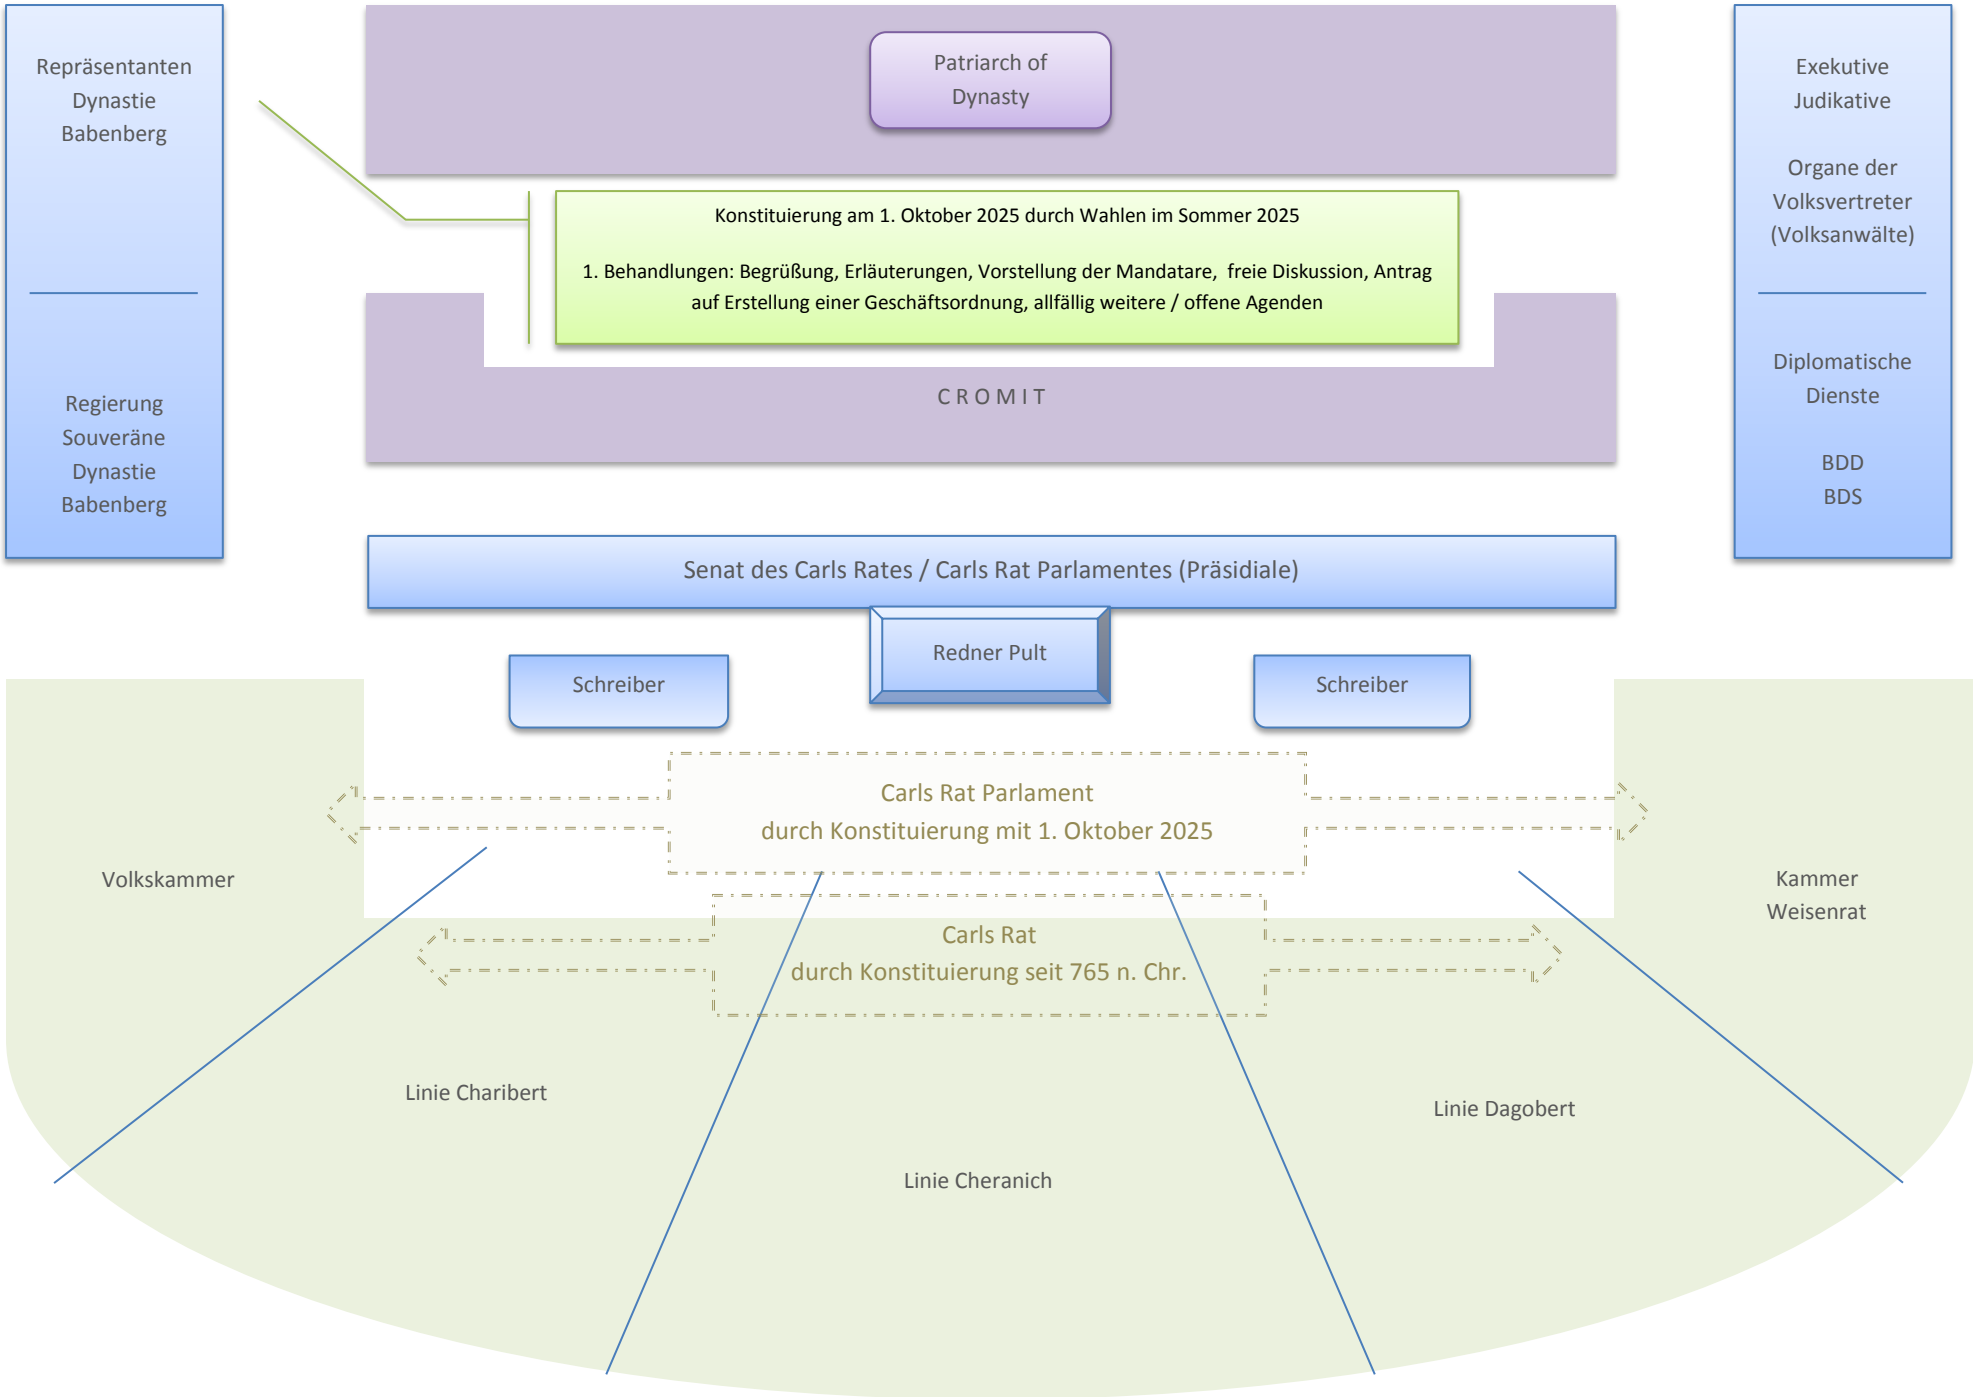 Repräsentanten
Dynastie
Babenberg
Regierung
Souveräne
Dynastie
Babenberg
Patriarch of
Dynasty
Exekutive
Judikative
Organe der
Volksvertreter
(Volksanwälte)
Diplomatische
Dienste
BDD
BDS
Konstituierung am 1. Oktober 2025 durch Wahlen im Sommer 2025
1. Behandlungen: Begrüßung, Erläuterungen, Vorstellung der Mandatare, freie Diskussion, Antrag
auf Erstellung einer Geschäftsordnung, allfällig weitere / offene Agenden
C R O M I T
Senat des Carls Rates / Carls Rat Parlamentes (Präsidiale)
Redner Pult
Schreiber
Schreiber
Carls Rat Parlament
durch Konstituierung mit 1. Oktober 2025
Volkskammer
Kammer
Weisenrat
Carls Rat
durch Konstituierung seit 765 n. Chr.
Linie Charibert
Linie Dagobert
Linie Cheranich